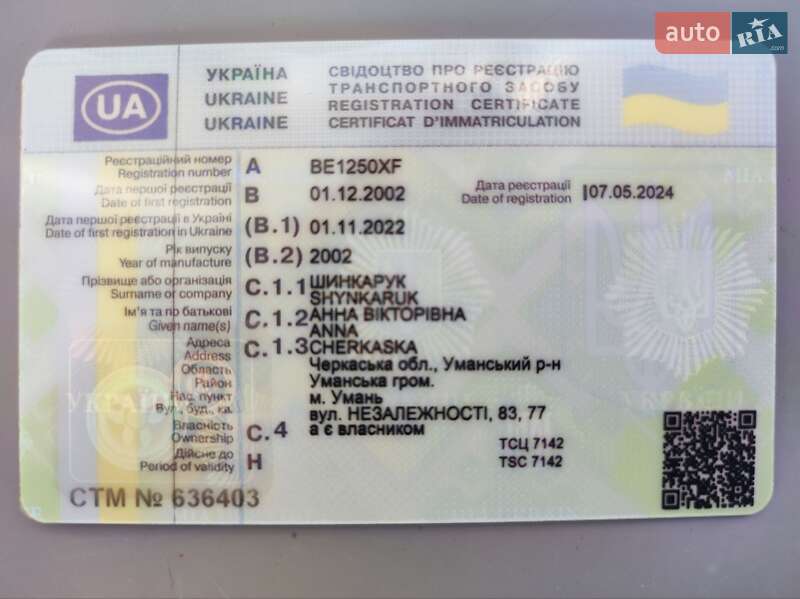 auto RIA.com
UA
УКРАЇНА СВІДОЦТВО ПРО РЕЄСТРАЦІЮ
ТРАНСПОРТНОГО ЗАСОБУ
UKRAINE REGISTRATION CERTIFICATE
UKRAINE CERTIFICAT D'IMMATRICULATION
Реєстраційний номер
Registration number A BE1250XF
Дата першої реєстрації
Date of first registration B 01.12.2002
Дата реєстрації
Date of registration 07.05.2024
Дата першої реєстрації в Україні
Date of first registration in Ukraine (B.1) 01.11.2022
Рік випуску
Year of manufacture (B.2) 2002
Прізвище або організація
Surname or company C.1.1 ШИНКАРУК
SHYNKARUK
Ім'я та по батькові
Given name(s) C.1.2 АННА ВІКТОРІВНА
ANNA
Адреса
Address C.1.3 CHERKASKA
Область Черкаська обл., Уманський р-н
Район Уманська гром.
Нас. пункт м. Умань
Вул., буд., кв. вул. НЕЗАЛЕЖНОСТІ, 83, 77
Власність
Ownership C.4 а є власником
Дійсне до
Period of validity H
ТСЦ 7142
TSC 7142
СТМ № 636403